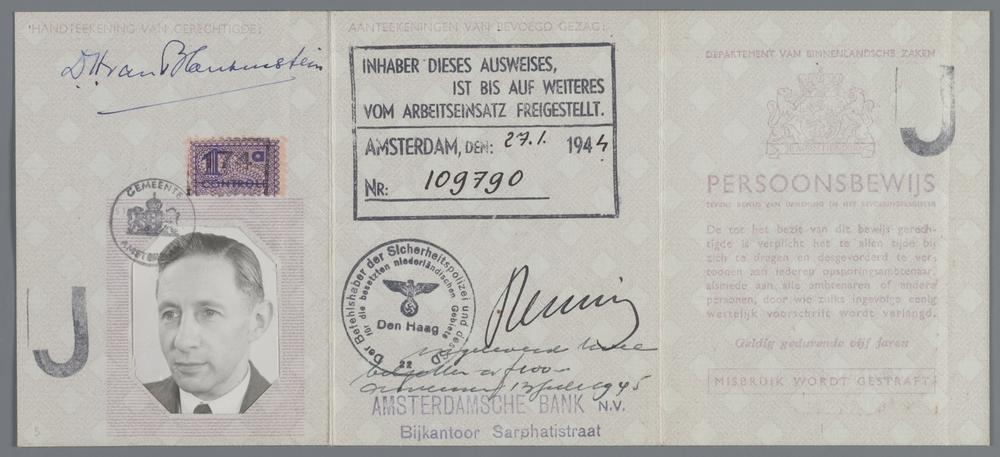 HANDTEEKENING VAN GERECHTIGDE:
D H van Blankenstein
174a
CONTROLE
GEMEENTE
J
AANTEEKENINGEN VAN BEVOEGD GEZAG:
INHABER DIESES AUSWEISES,
IST BIS AUF WEITERES
VOM ARBEITSEINSATZ FREIGESTELLT.
AMSTERDAM, DEN: 27.1. 1944
Nr: 109790
Der Befehlshaber der Sicherheitspolizei und des SD
für die besetzten niederländischen Gebiete
Den Haag
22
13 Juli 1945
AMSTERDAMSCHE BANK N.V.
Bijkantoor Sarphatistraat
DEPARTEMENT VAN BINNENLANDSCHE ZAKEN
J
PERSOONSBEWIJS
De tot het bezit van dit bewijs gerech-
tigde is verplicht het te allen tijde bij
zich te dragen en desgevorderd te ver-
toonen aan iederen opsporingsambtenaar,
alsmede aan alle ambtenaren of andere
personen, door wie zulks ingevolge eenig
wettelijk voorschrift wordt verlangd.
Geldig gedurende vijf jaren
MISBRUIK WORDT GESTRAFT